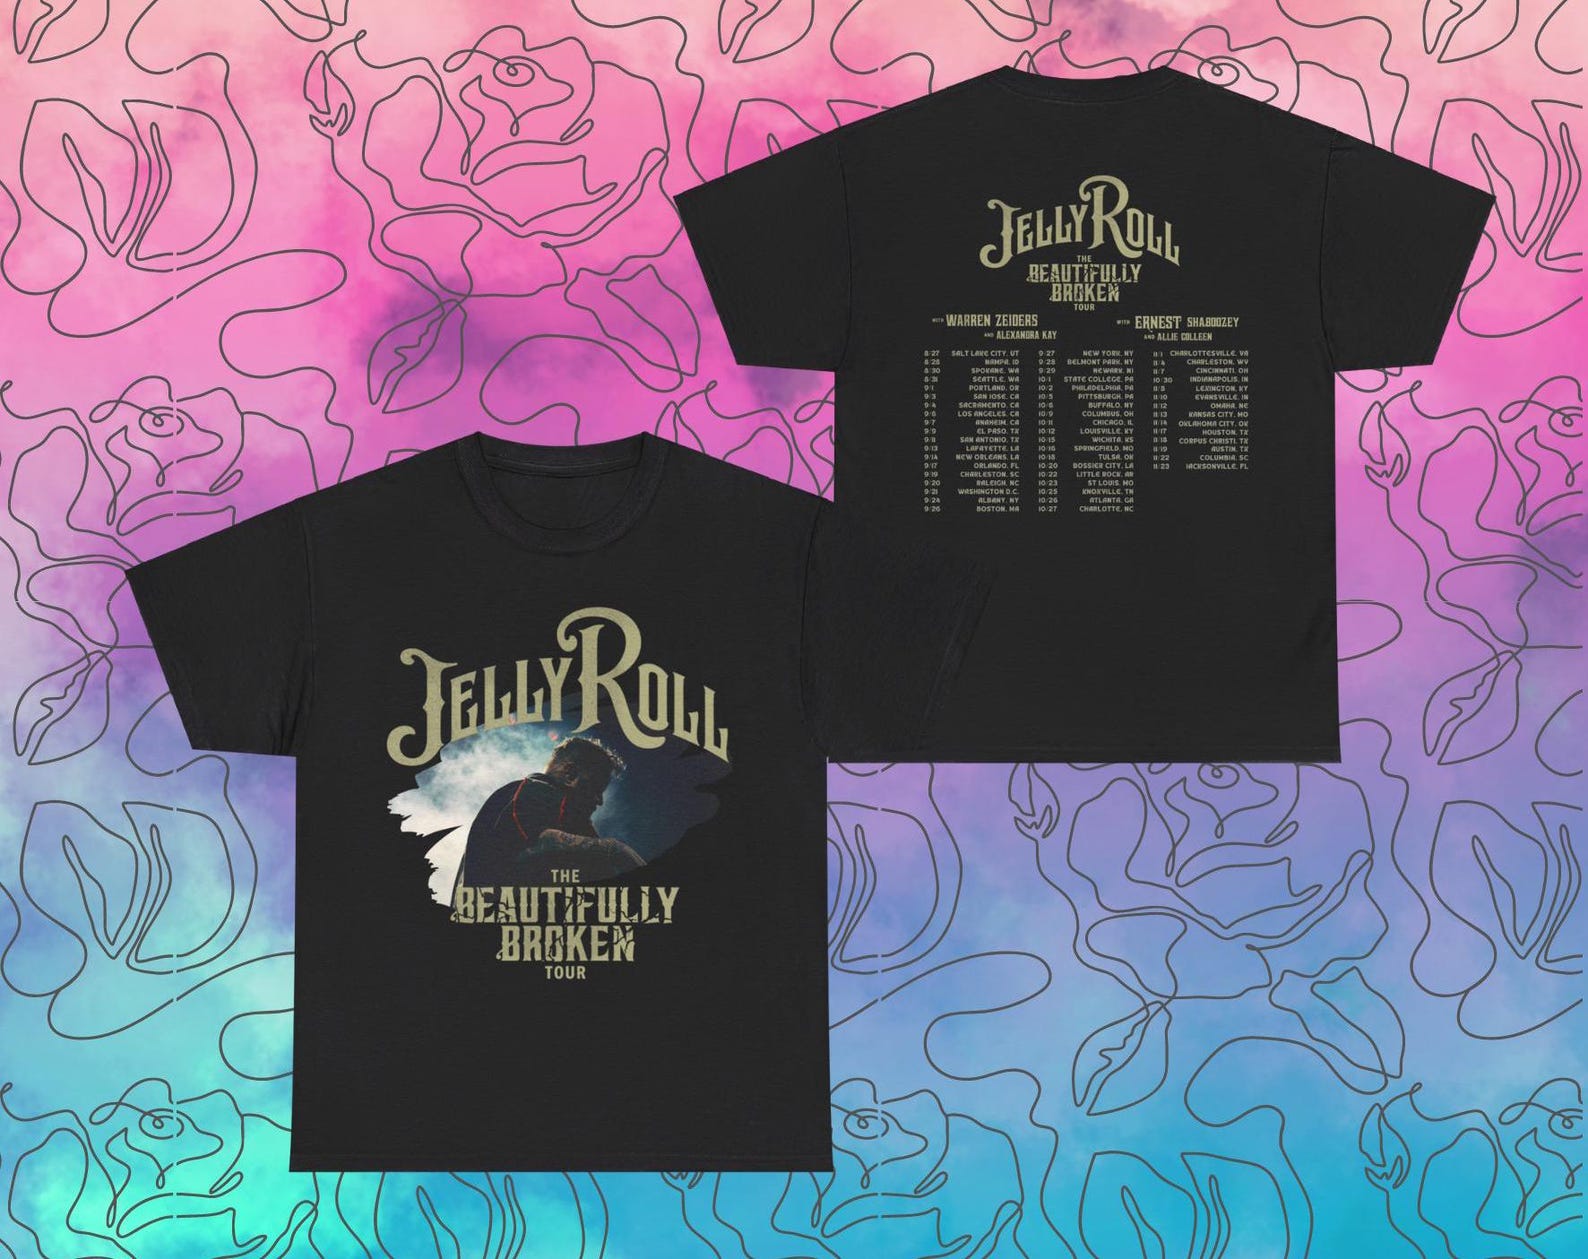 JELLY ROLL
THE
BEAUTIFULLY
BROKEN
TOUR
WITH WARREN ZEIDERS
AND ALEXANDRA KAY
WITH ERNEST SHABOOZEY
AND ALLIE COLLEEN
8/27 SALT LAKE CITY, UT
8/28 NAMPA, ID
8/30 SPOKANE, WA
8/31 SEATTLE, WA
9/1 PORTLAND, OR
9/3 SAN JOSE, CA
9/4 SACRAMENTO, CA
9/6 LOS ANGELES, CA
9/7 ANAHEIM, CA
9/9 EL PASO, TX
9/11 SAN ANTONIO, TX
9/13 LAFAYETTE, LA
9/14 NEW ORLEANS, LA
9/17 ORLANDO, FL
9/19 CHARLESTON, SC
9/20 RALEIGH, NC
9/21 WASHINGTON D.C.
9/24 ALBANY, NY
9/26 BOSTON, MA
9/27 NEW YORK, NY
9/28 BELMONT PARK, NY
9/29 NEWARK, NJ
10/1 STATE COLLEGE, PA
10/2 PHILADELPHIA, PA
10/5 PITTSBURGH, PA
10/6 BUFFALO, NY
10/9 COLUMBUS, OH
10/11 CHICAGO, IL
10/12 LOUISVILLE, KY
10/15 WICHITA, KS
10/16 SPRINGFIELD, MO
10/18 TULSA, OK
10/20 BOSSIER CITY, LA
10/22 LITTLE ROCK, AR
10/23 ST LOUIS, MO
10/25 KNOXVILLE, TN
10/26 ATLANTA, GA
10/27 CHARLOTTE, NC
11/1 CHARLOTTESVILLE, VA
11/4 CHARLESTON, WV
11/7 CINCINNATI, OH
10/30 INDIANAPOLIS, IN
11/8 LEXINGTON, KY
11/10 EVANSVILLE, IN
11/12 OMAHA, NE
11/13 KANSAS CITY, MO
11/14 OKLAHOMA CITY, OK
11/17 HOUSTON, TX
11/18 CORPUS CHRISTI, TX
11/19 AUSTIN, TX
11/22 COLUMBIA, SC
11/23 JACKSONVILLE, FL
JELLY ROLL
THE
BEAUTIFULLY
BROKEN
TOUR